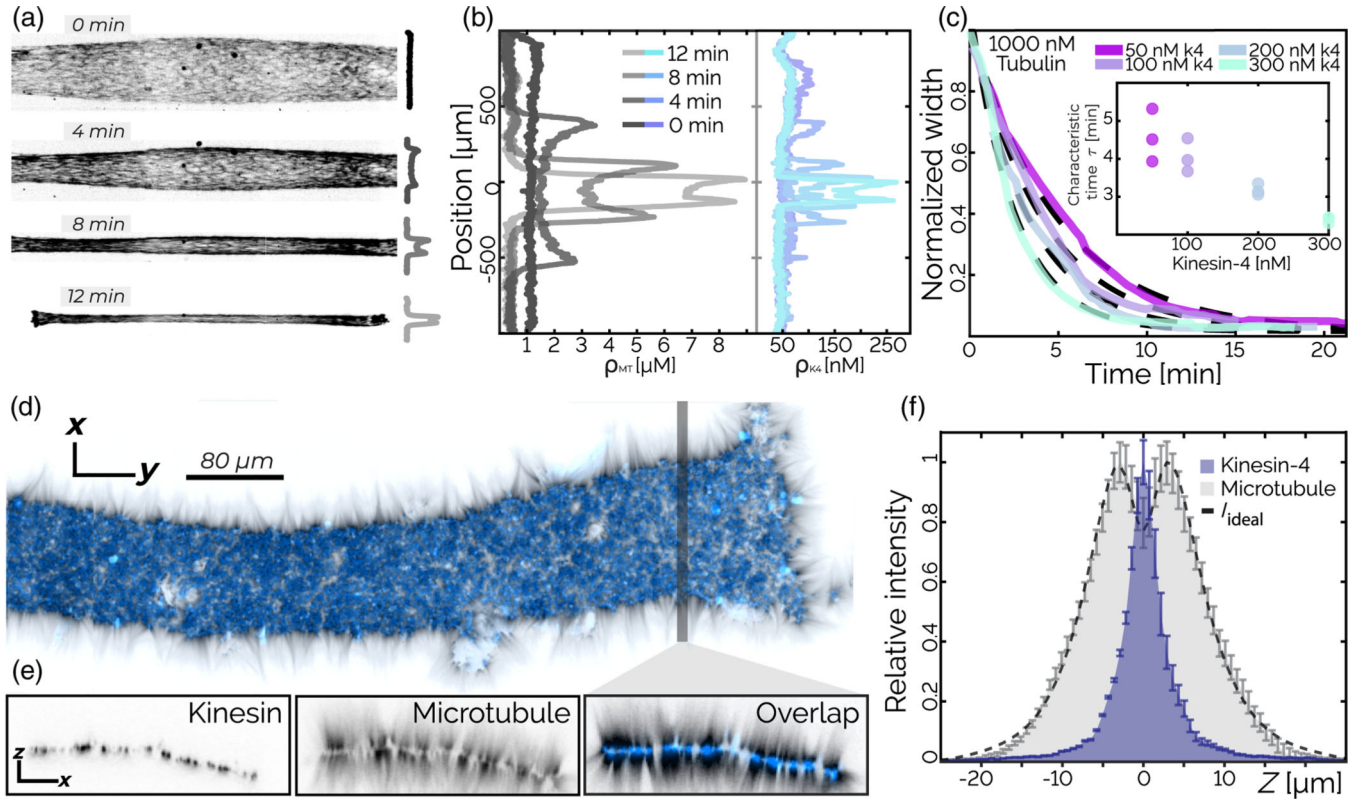 (a)
0 min
4 min
8 min
12 min
(b)
Position [μm]
500
0
-500
12 min
8 min
4 min
0 min
1 2 3 4 5 6 7 8
ρMT [μM]
50 150 250
ρK4 [nM]
(c)
1000 nM
Tubulin
50 nM k4
100 nM k4
200 nM k4
300 nM k4
Normalized width
0.8
0.6
0.4
0.2
0 5 10 15 20
Time [min]
Characteristic
time τ [min]
5
4
3
100 200 300
Kinesin-4 [nM]
(d)
x
y
80 μm
(e)
Kinesin
z
x
Microtubule
Overlap
(f)
Relative intensity
1
0.8
0.6
0.4
0.2
0
Kinesin-4
Microtubule
Iideal
-20 -10 0 10
Z [μm]